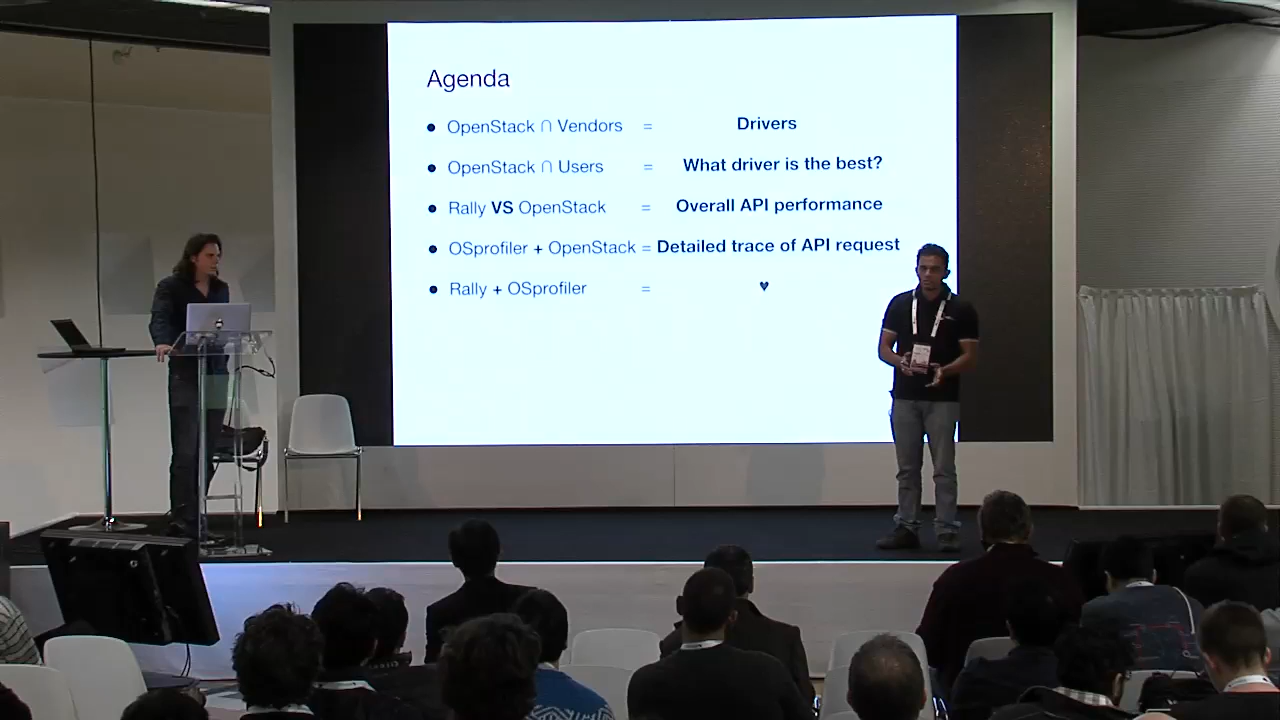 Agenda
• OpenStack ∩ Vendors = Drivers
• OpenStack ∩ Users = What driver is the best?
• Rally VS OpenStack = Overall API performance
• OSprofiler + OpenStack = Detailed trace of API request
• Rally + OSprofiler = ♥